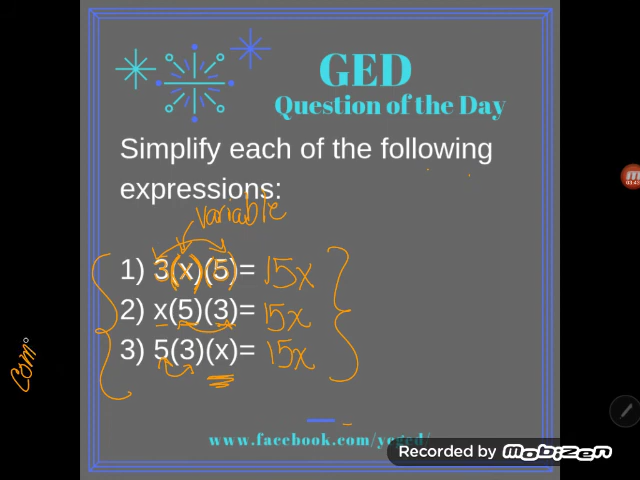 GED
Question of the Day
Simplify each of the following
expressions:
variable
1) 3(x)(5)= 15x
2) x(5)(3)= 15x
3) 5(3)(x)= 15x
Com
www.facebook.com/
Recorded by MOBIZEN